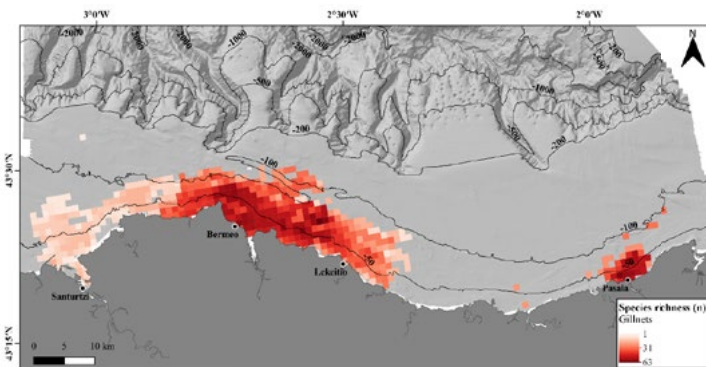 3°0'W 2°30'W 2°0'W
-2000 -2000 -1000 -2000 -2000 -1000 -200
-500 -500 -1000
-200 -500 -200
N
43°30'
-100
-100
Bermeo
Lekeitio
-50
Santurtzi
Pasaia
43°15'
0 5 10 km
Species richness (n)
Gillnets
1
31
63